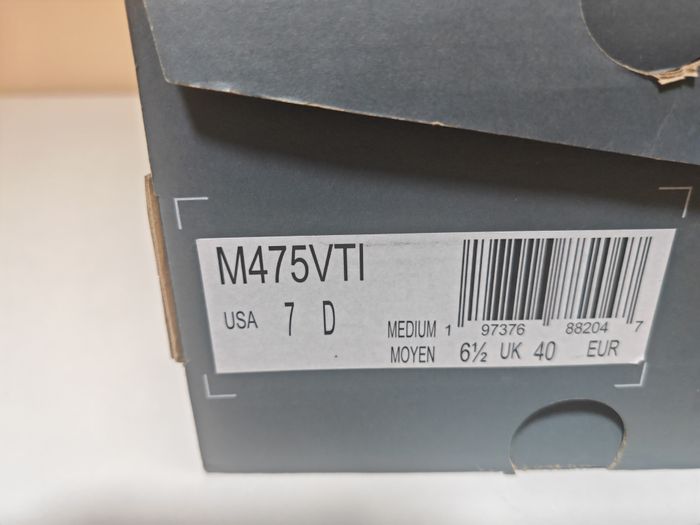 M475VTI
USA 7 D
MEDIUM 1 97376 88204 7
MOYEN 6½ UK 40 EUR